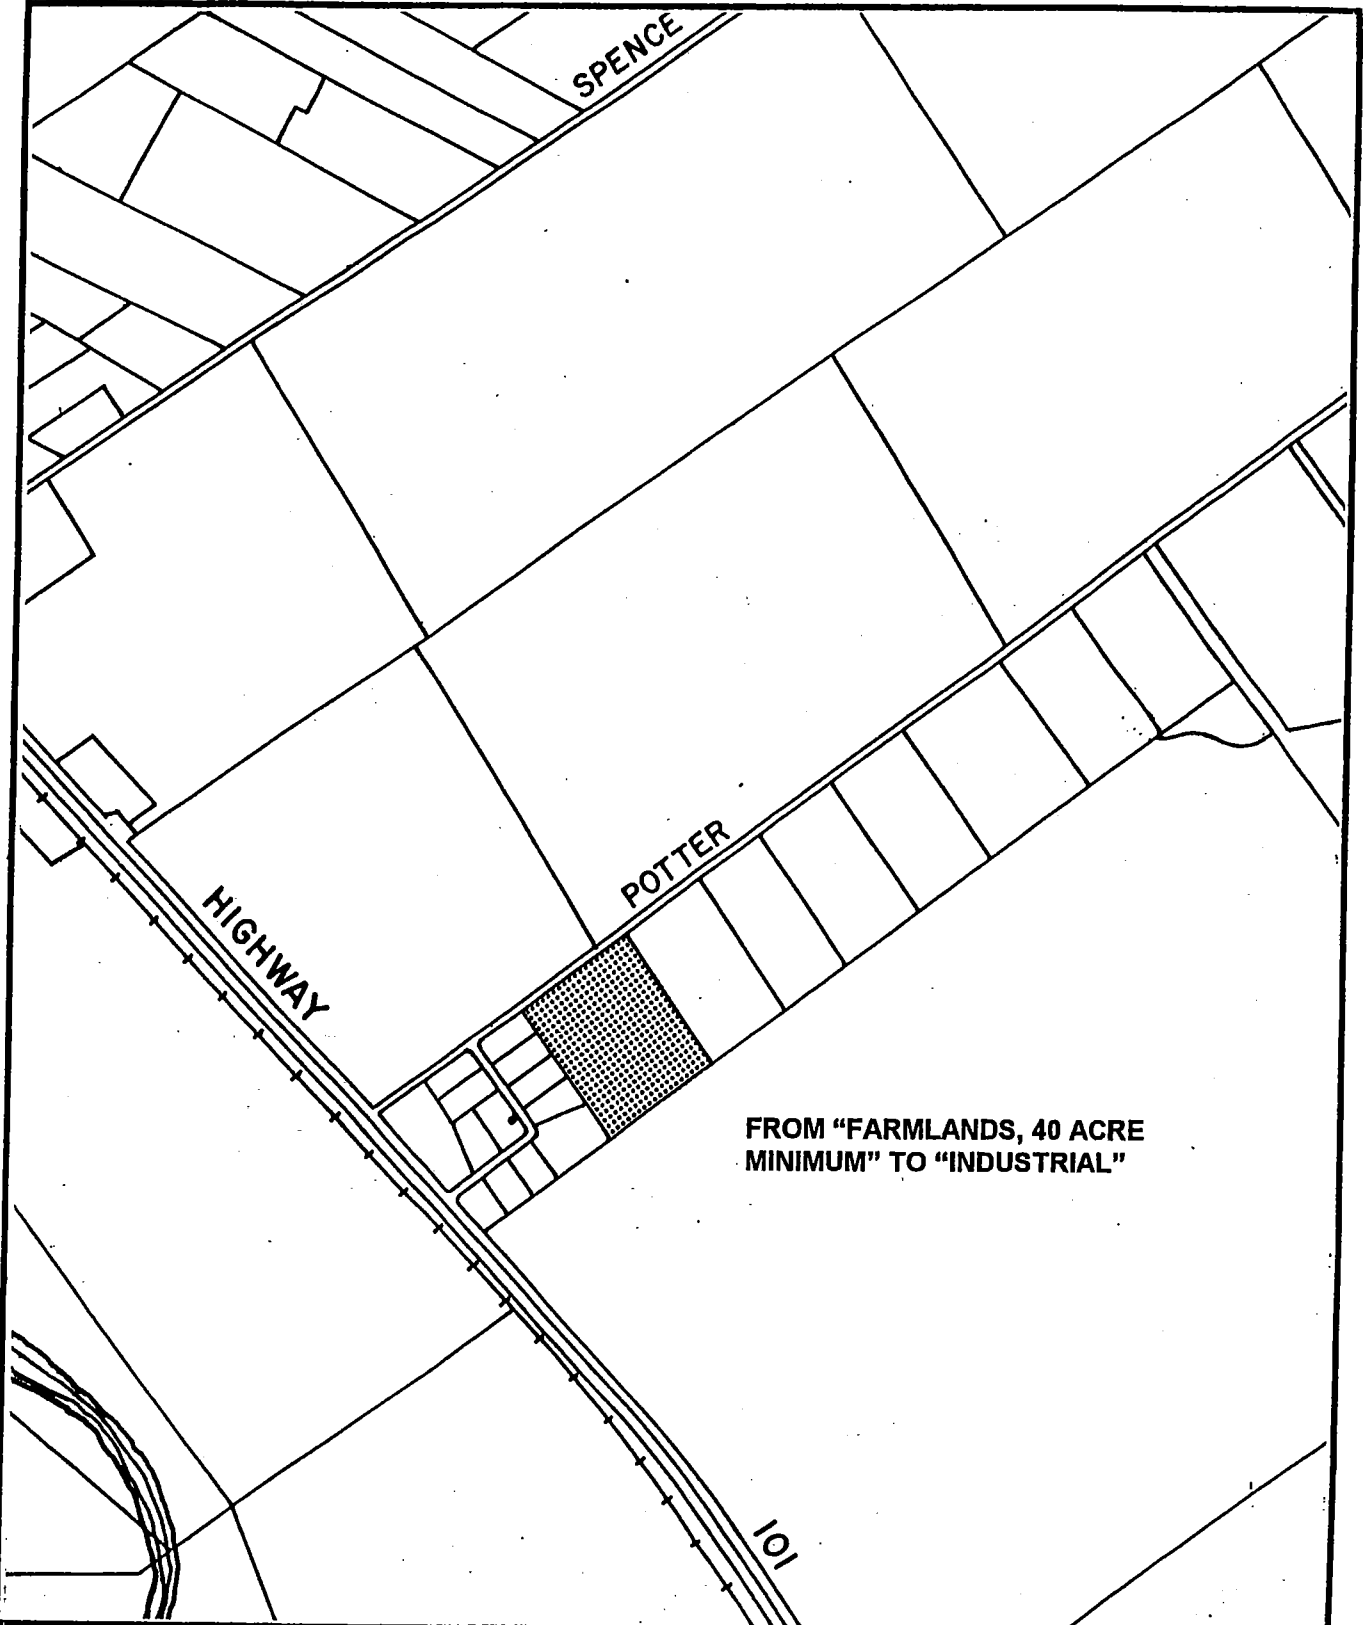 SPENCE
POTTER
HIGHWAY
FROM “FARMLANDS, 40 ACRE
MINIMUM” TO “INDUSTRIAL”
101